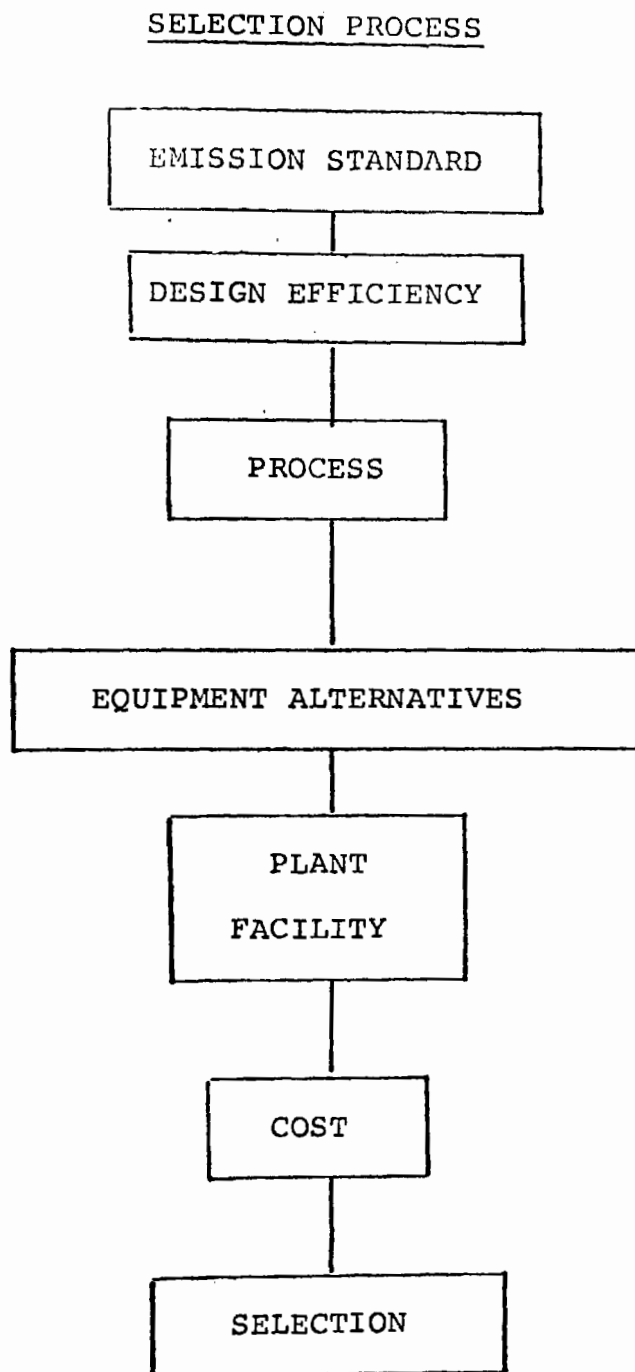 SELECTION PROCESS
EMISSION STANDARD
DESIGN EFFICIENCY
PROCESS
EQUIPMENT ALTERNATIVES
PLANT
FACILITY
COST
SELECTION